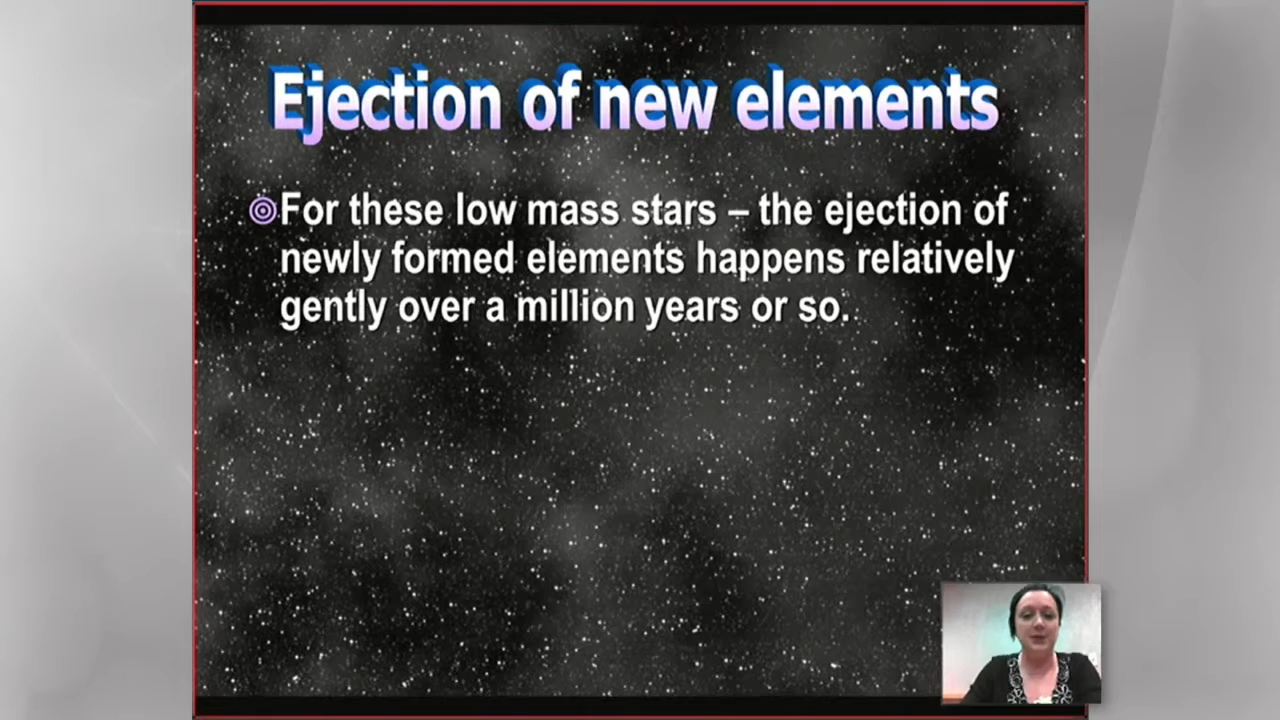 Ejection of new elements
For these low mass stars – the ejection of
newly formed elements happens relatively
gently over a million years or so.